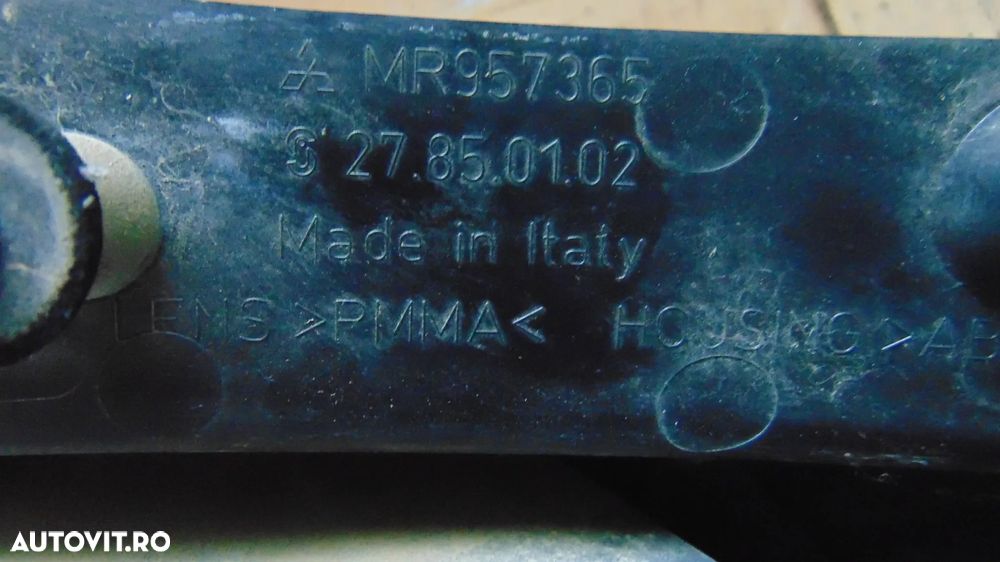 MR957365
27.85.01.02
Made in Italy
LENS >PMMA< HOUSING >AB
AUTOVIT.RO